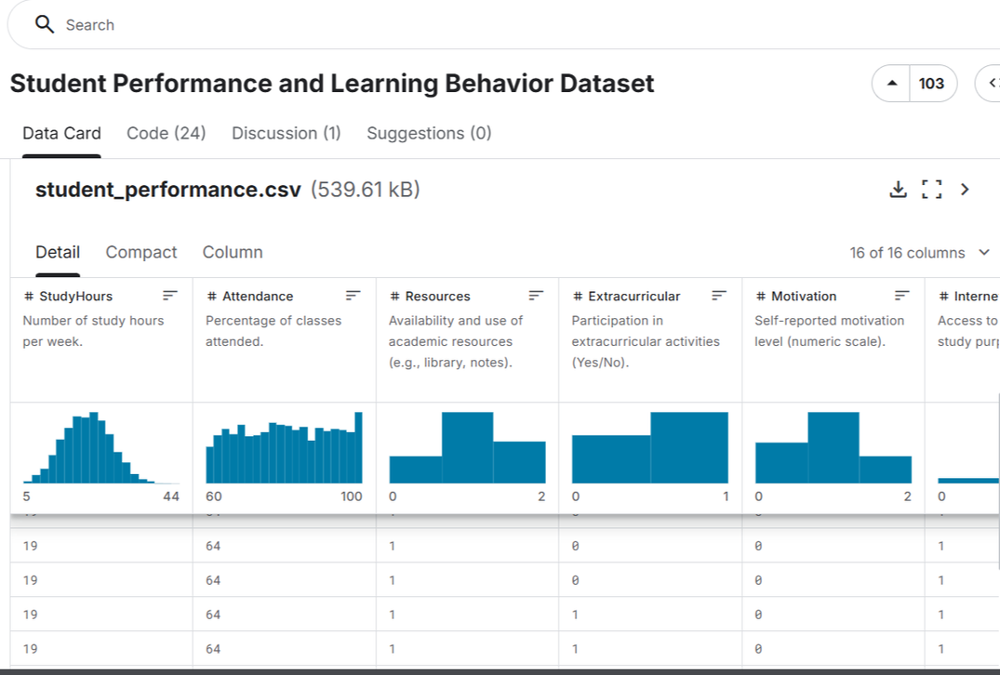 Search
Student Performance and Learning Behavior Dataset
103
Data Card Code (24) Discussion (1) Suggestions (0)
student_performance.csv (539.61 kB)
Detail Compact Column
16 of 16 columns
# StudyHours
Number of study hours
per week.
5 44
# Attendance
Percentage of classes
attended.
60 100
# Resources
Availability and use of
academic resources
(e.g., library, notes).
0 2
# Extracurricular
Participation in
extracurricular activities
(Yes/No).
0 1
# Motivation
Self-reported motivation
level (numeric scale).
0 2
# Interne
Access to
study purp
0
19 64 1 0 0 1
19 64 1 0 0 1
19 64 1 1 0 1
19 64 1 1 0 1